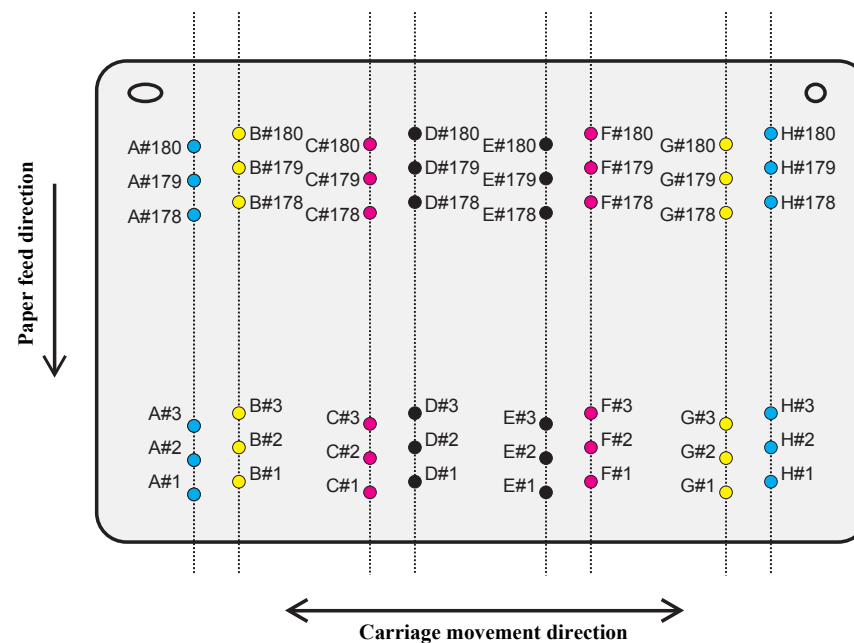 B#180 D#180 F#180 H#180
A#180 C#180 E#180 G#180
B#179 D#179 F#179 H#179
A#179 C#179 E#179 G#179
B#178 D#178 F#178 H#178
A#178 C#178 E#178 G#178
Paper feed direction
B#3 D#3 F#3 H#3
A#3 C#3 E#3 G#3
B#2 D#2 F#2 H#2
A#2 C#2 E#2 G#2
B#1 D#1 F#1 H#1
A#1 C#1 E#1 G#1
Carriage movement direction